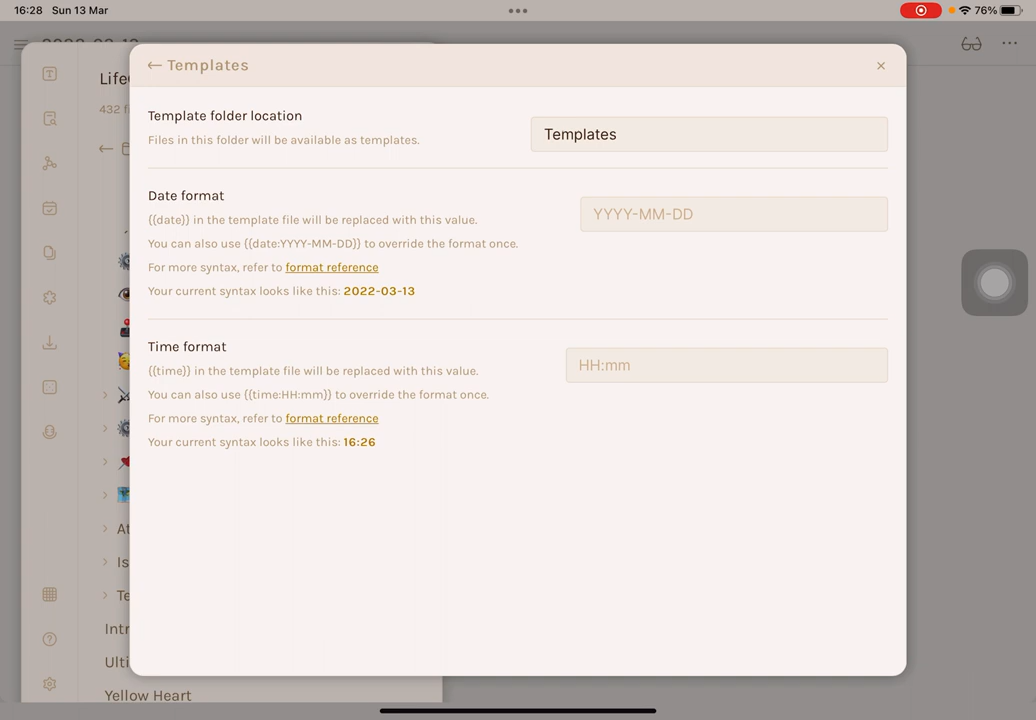 16:28 Sun 13 Mar
76%
← Templates
Template folder location
Files in this folder will be available as templates.
Templates
Date format
{{date}} in the template file will be replaced with this value.
You can also use {{date:YYYY-MM-DD}} to override the format once.
For more syntax, refer to format reference
Your current syntax looks like this: 2022-03-13
YYYY-MM-DD
Time format
{{time}} in the template file will be replaced with this value.
You can also use {{time:HH:mm}} to override the format once.
For more syntax, refer to format reference
Your current syntax looks like this: 16:26
HH:mm
Life
432 fi
At
Is
Te
Intr
Ulti
Yellow Heart